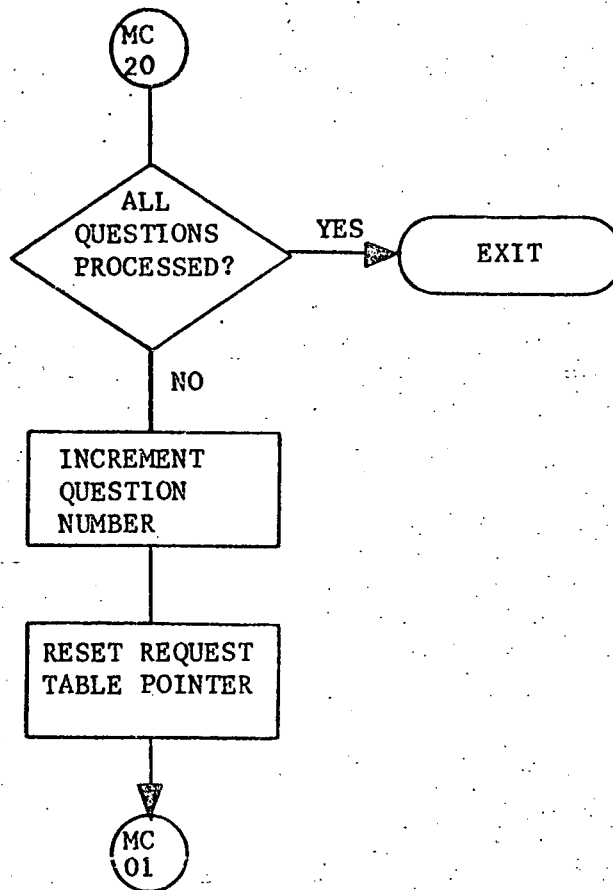 MC
20
ALL
QUESTIONS
PROCESSED?
YES
EXIT
NO
INCREMENT
QUESTION
NUMBER
RESET REQUEST
TABLE POINTER
MC
01